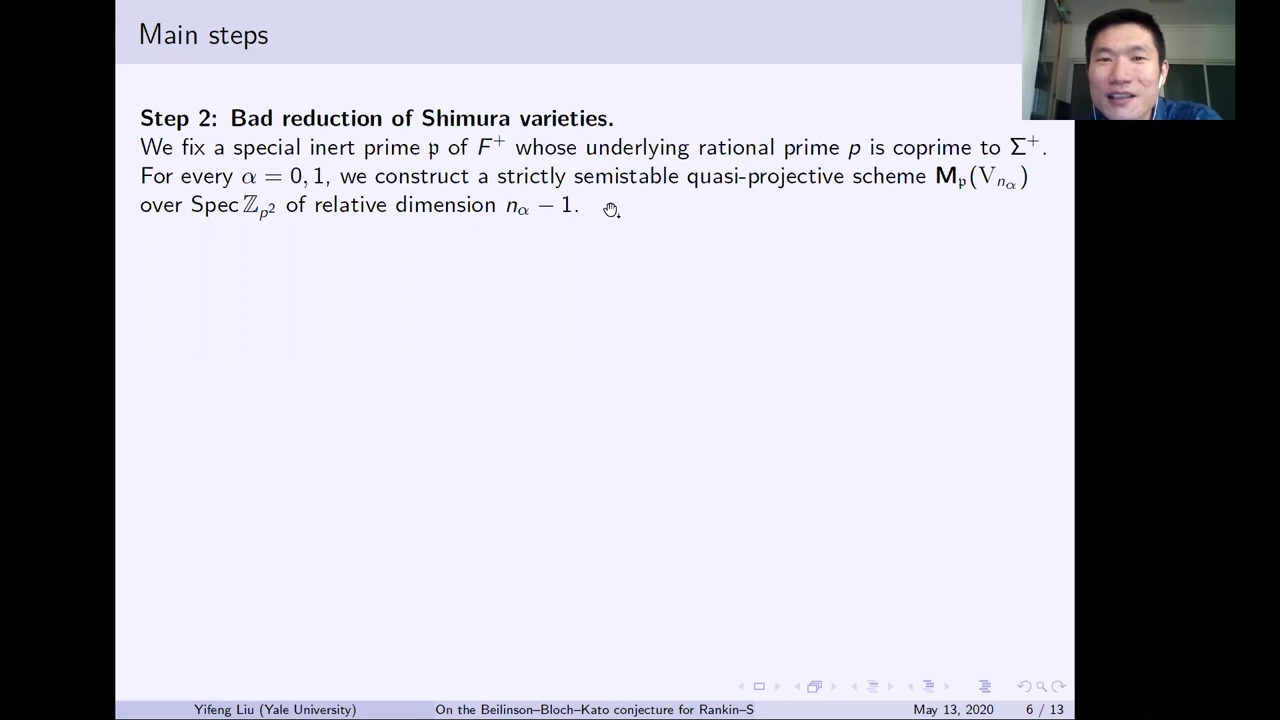 Main steps
Step 2: Bad reduction of Shimura varieties.
We fix a special inert prime 𝔭 of F⁺ whose underlying rational prime p is coprime to Σ⁺.
For every α = 0, 1, we construct a strictly semistable quasi-projective scheme 𝐌_𝔭(V_{n_α})
over Spec ℤ_{p²} of relative dimension n_α − 1.
Yifeng Liu (Yale University) On the Beilinson–Bloch–Kato conjecture for Rankin–S May 13, 2020 6 / 13